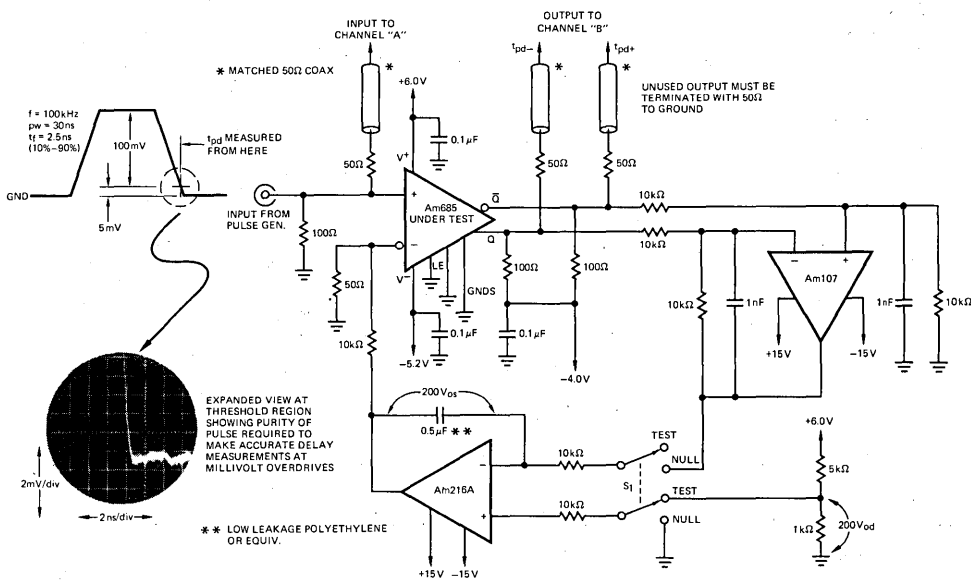 INPUT TO
CHANNEL "A"
OUTPUT TO
CHANNEL "B"
tpd−
tpd+
*
*
* MATCHED 50Ω COAX
+6.0V
UNUSED OUTPUT MUST BE
TERMINATED WITH 50Ω
TO GROUND
f = 100kHz
pw = 30ns
tf = 2.5ns
(10%–90%)
100mV
tpd MEASURED
FROM HERE
GND
5mV
0.1μF
50Ω
50Ω
50Ω
V+
+
Am685
UNDER TEST
Q̅
Q
−
LE
GNDS
V−
INPUT FROM
PULSE GEN.
100Ω
50Ω
10kΩ
10kΩ
100Ω
100Ω
10kΩ
1nF
−
+
Am107
1nF
10kΩ
+15V
−15V
10kΩ
0.1μF
0.1μF
−5.2V
−4.0V
EXPANDED VIEW AT
THRESHOLD REGION
SHOWING PURITY OF
PULSE REQUIRED TO
MAKE ACCURATE DELAY
MEASUREMENTS AT
MILLIVOLT OVERDRIVES
2mV/div
2ns/div
200Vos
0.5μF * *
Am216A
−
+
10kΩ
10kΩ
TEST
NULL
S1
TEST
NULL
+6.0V
5kΩ
1kΩ
200Vod
* * LOW LEAKAGE POLYETHYLENE
OR EQUIV.
+15V
−15V